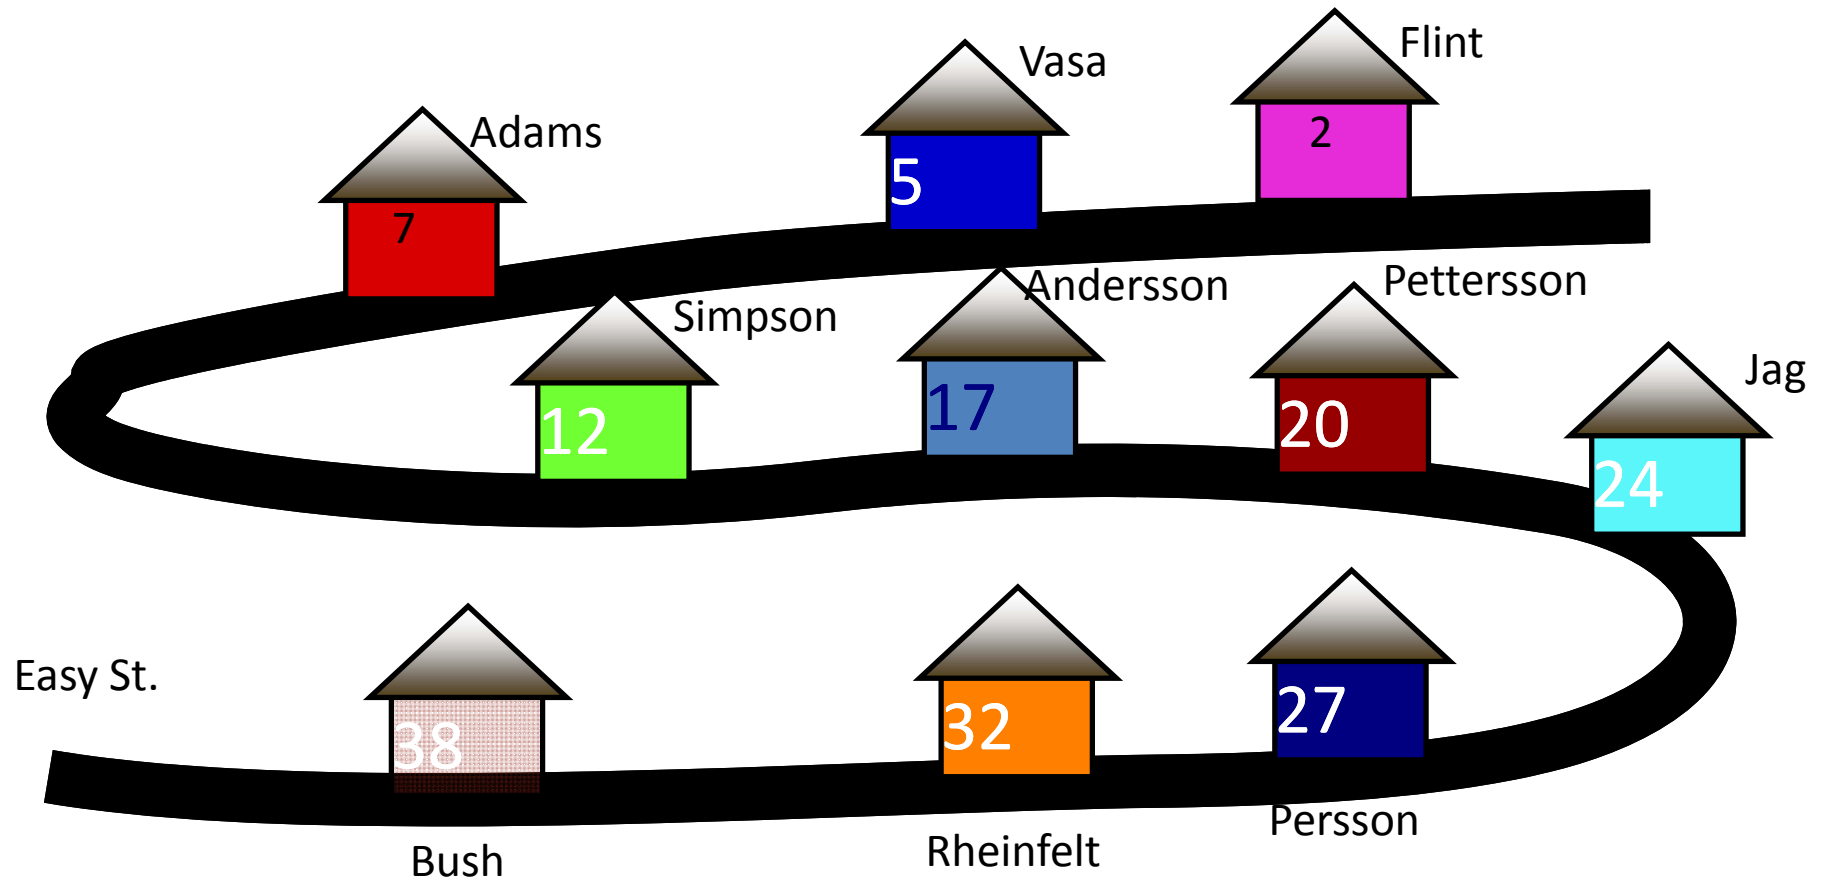 Flint
2
Vasa
5
Adams
7
Simpson
12
Andersson
17
Pettersson
20
Jag
24
Easy St.
38
Bush
32
Rheinfelt
27
Persson